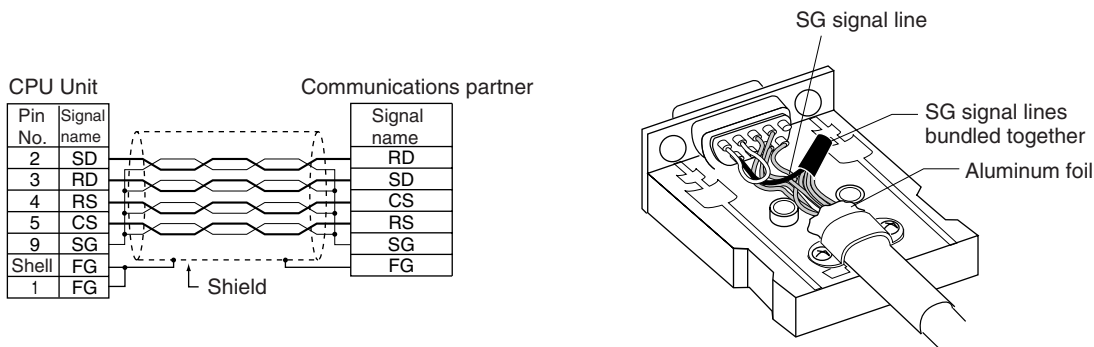 CPU Unit
Pin No. Signal name
2 SD
3 RD
4 RS
5 CS
9 SG
Shell FG
1 FG
Shield
Communications partner
Signal name
RD
SD
CS
RS
SG
FG
SG signal line
SG signal lines
bundled together
Aluminum foil